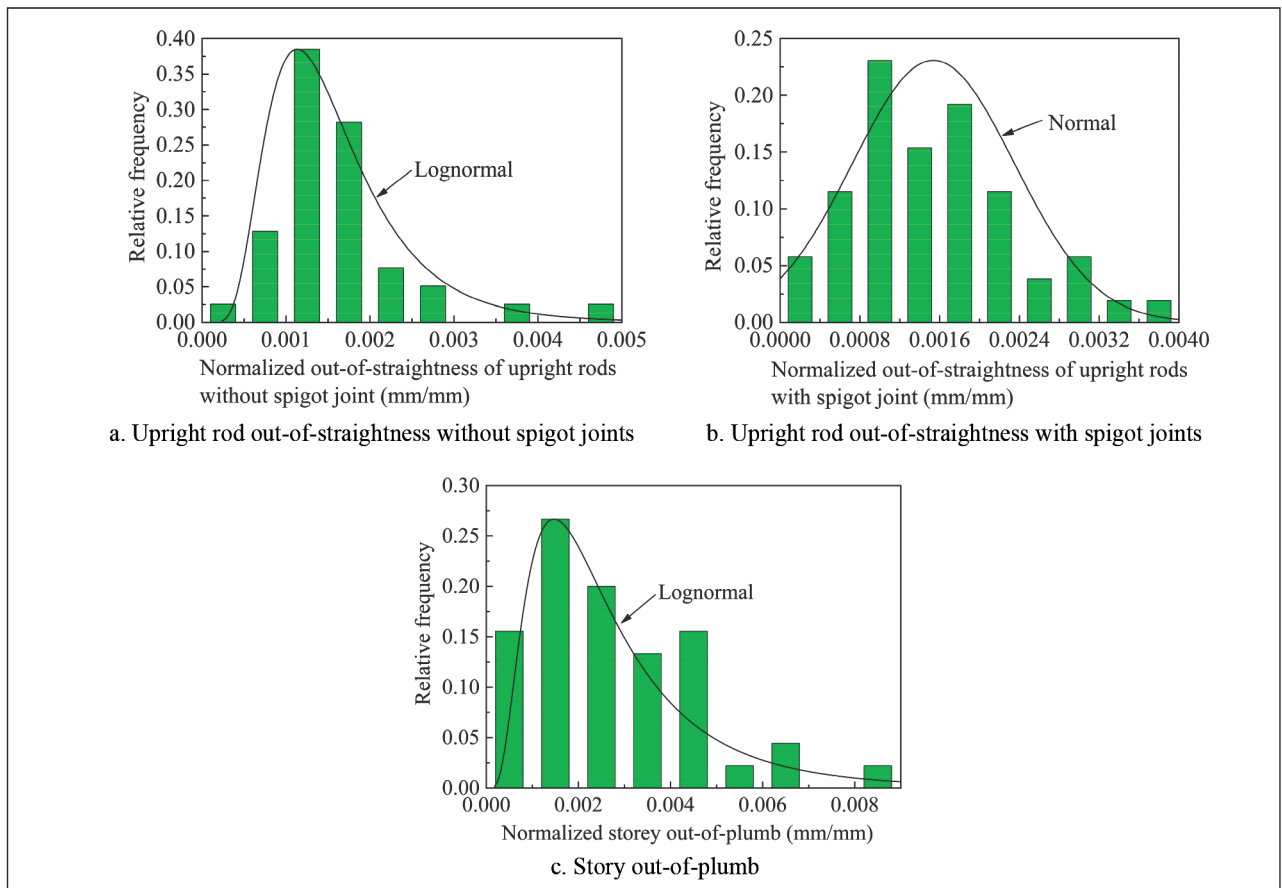 0.40
0.35
0.30
0.25
0.20
0.15
0.10
0.05
0.00
Relative frequency
Lognormal
0.000 0.001 0.002 0.003 0.004 0.005
Normalized out-of-straightness of upright rods
without spigot joint (mm/mm)
a. Upright rod out-of-straightness without spigot joints
0.25
0.20
0.15
0.10
0.05
0.00
Relative frequency
Normal
0.0000 0.0008 0.0016 0.0024 0.0032 0.0040
Normalized out-of-straightness of upright rods
with spigot joint (mm/mm)
b. Upright rod out-of-straightness with spigot joints
0.30
0.25
0.20
0.15
0.10
0.05
0.00
Relative frequency
Lognormal
0.000 0.002 0.004 0.006 0.008
Normalized storey out-of-plumb (mm/mm)
c. Story out-of-plumb